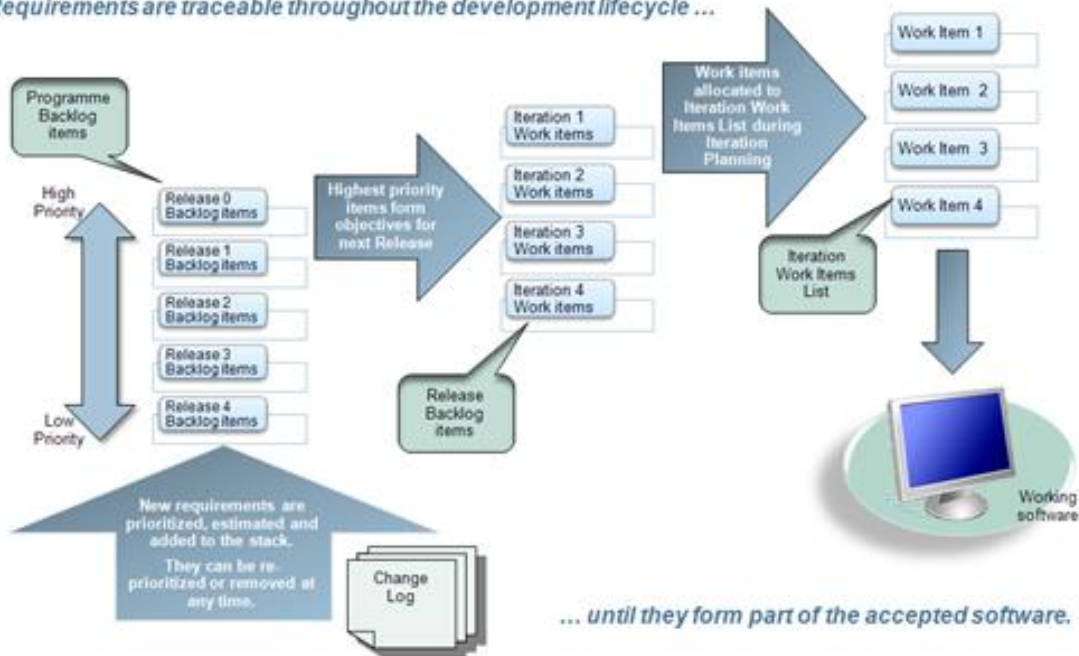 Requirements are traceable throughout the development lifecycle ...
Programme
Backlog
items
High
Priority
Low
Priority
Release 0
Backlog items
Release 1
Backlog items
Release 2
Backlog items
Release 3
Backlog items
Release 4
Backlog items
New requirements are
prioritized, estimated and
added to the stack.
They can be re-
prioritized or removed at
any time.
Change
Log
Highest priority
items form
objectives for
next Release
Iteration 1
Work items
Iteration 2
Work items
Iteration 3
Work items
Iteration 4
Work items
Release
Backlog
items
Work items
allocated to
Iteration Work
Items List during
Iteration
Planning
Work Item 1
Work Item 2
Work Item 3
Work Item 4
Iteration
Work Items
List
Working
software
... until they form part of the accepted software.